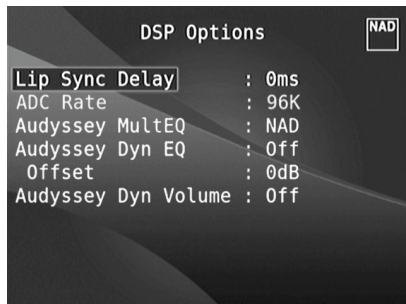 DSP Options
NAD
Lip Sync Delay : 0ms
ADC Rate : 96K
Audyssey MultEQ : NAD
Audyssey Dyn EQ : Off
Offset : 0dB
Audyssey Dyn Volume : Off